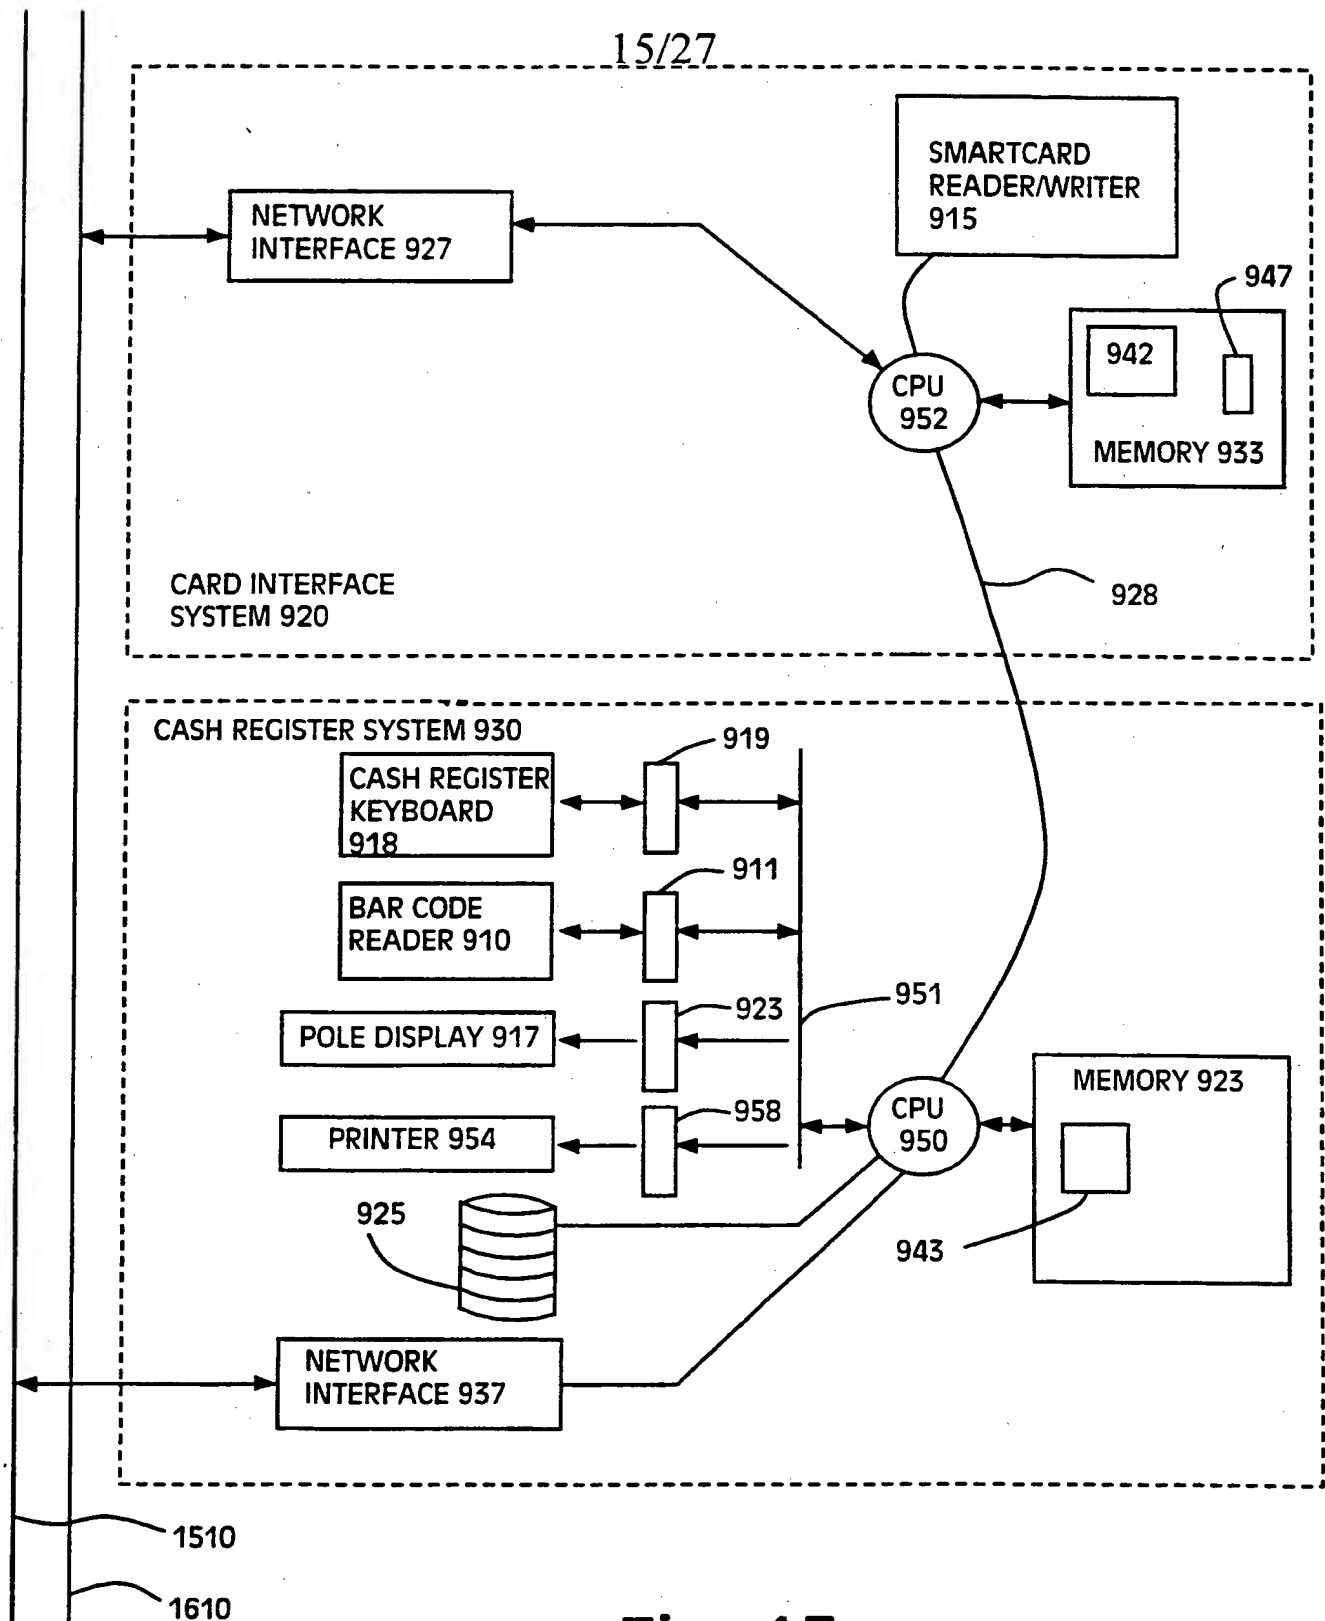 15/27
SMARTCARD
READER/WRITER
915
NETWORK
INTERFACE 927
947
942
CPU
952
MEMORY 933
928
CARD INTERFACE
SYSTEM 920
CASH REGISTER SYSTEM 930
919
CASH REGISTER
KEYBOARD
918
911
BAR CODE
READER 910
951
923
POLE DISPLAY 917
MEMORY 923
958
CPU
950
PRINTER 954
925
943
NETWORK
INTERFACE 937
1510
1610